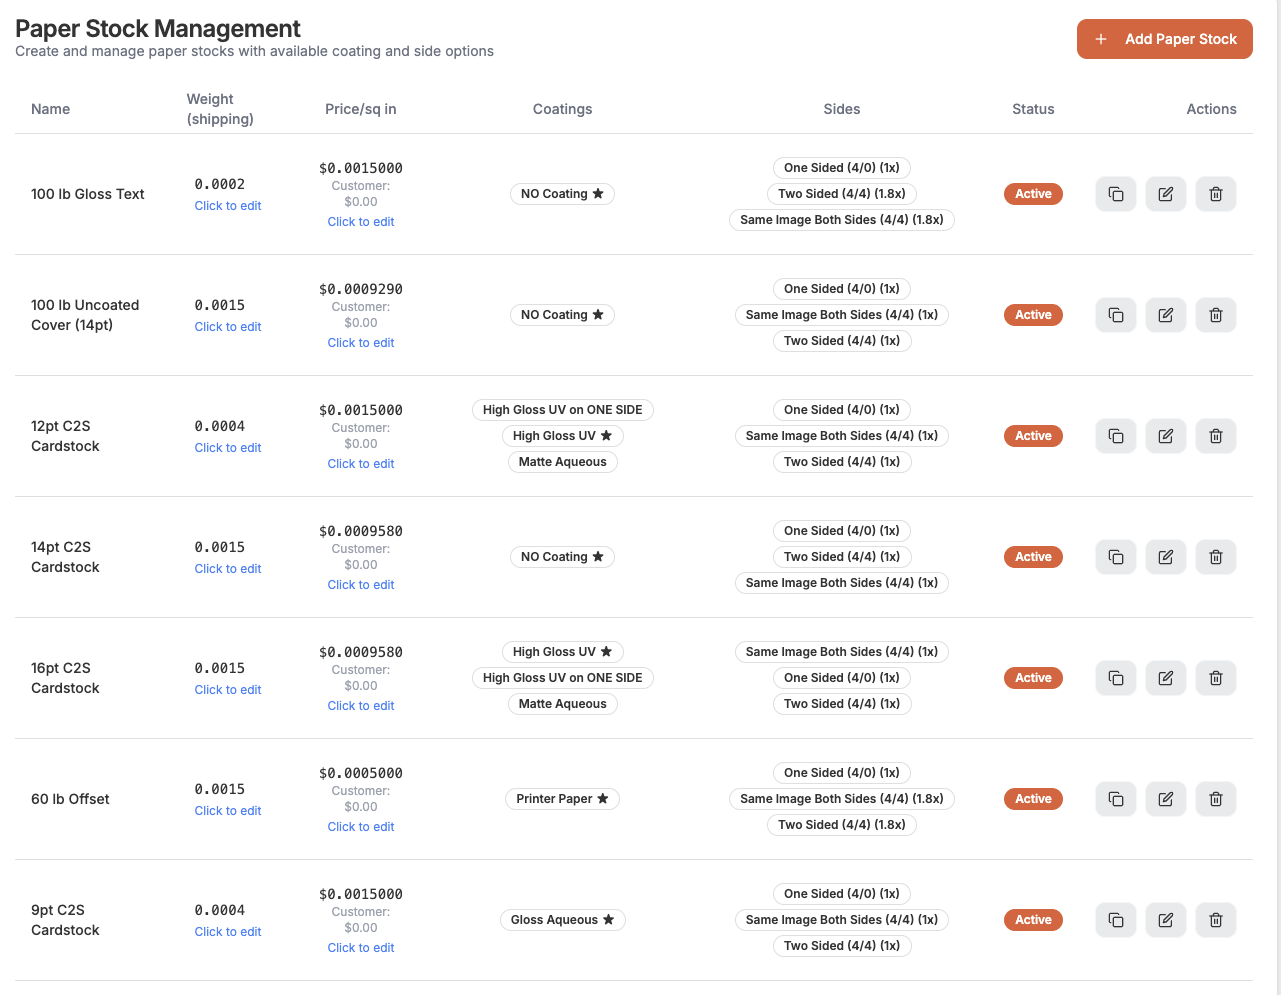 Paper Stock Management
Create and manage paper stocks with available coating and side options
+ Add Paper Stock
Name
Weight
(shipping)
Price/sq in
Coatings
Sides
Status
Actions
100 lb Gloss Text
0.0002
Click to edit
$0.0015000
Customer:
$0.00
Click to edit
NO Coating ★
One Sided (4/0) (1x)
Two Sided (4/4) (1.8x)
Same Image Both Sides (4/4) (1.8x)
Active
100 lb Uncoated
Cover (14pt)
0.0015
Click to edit
$0.0009290
Customer:
$0.00
Click to edit
NO Coating ★
One Sided (4/0) (1x)
Same Image Both Sides (4/4) (1x)
Two Sided (4/4) (1x)
Active
12pt C2S
Cardstock
0.0004
Click to edit
$0.0015000
Customer:
$0.00
Click to edit
High Gloss UV on ONE SIDE
High Gloss UV ★
Matte Aqueous
One Sided (4/0) (1x)
Same Image Both Sides (4/4) (1x)
Two Sided (4/4) (1x)
Active
14pt C2S
Cardstock
0.0015
Click to edit
$0.0009580
Customer:
$0.00
Click to edit
NO Coating ★
One Sided (4/0) (1x)
Two Sided (4/4) (1x)
Same Image Both Sides (4/4) (1x)
Active
16pt C2S
Cardstock
0.0015
Click to edit
$0.0009580
Customer:
$0.00
Click to edit
High Gloss UV ★
High Gloss UV on ONE SIDE
Matte Aqueous
Same Image Both Sides (4/4) (1x)
One Sided (4/0) (1x)
Two Sided (4/4) (1x)
Active
60 lb Offset
0.0015
Click to edit
$0.0005000
Customer:
$0.00
Click to edit
Printer Paper ★
One Sided (4/0) (1x)
Same Image Both Sides (4/4) (1.8x)
Two Sided (4/4) (1.8x)
Active
9pt C2S
Cardstock
0.0004
Click to edit
$0.0015000
Customer:
$0.00
Click to edit
Gloss Aqueous ★
One Sided (4/0) (1x)
Same Image Both Sides (4/4) (1x)
Two Sided (4/4) (1x)
Active